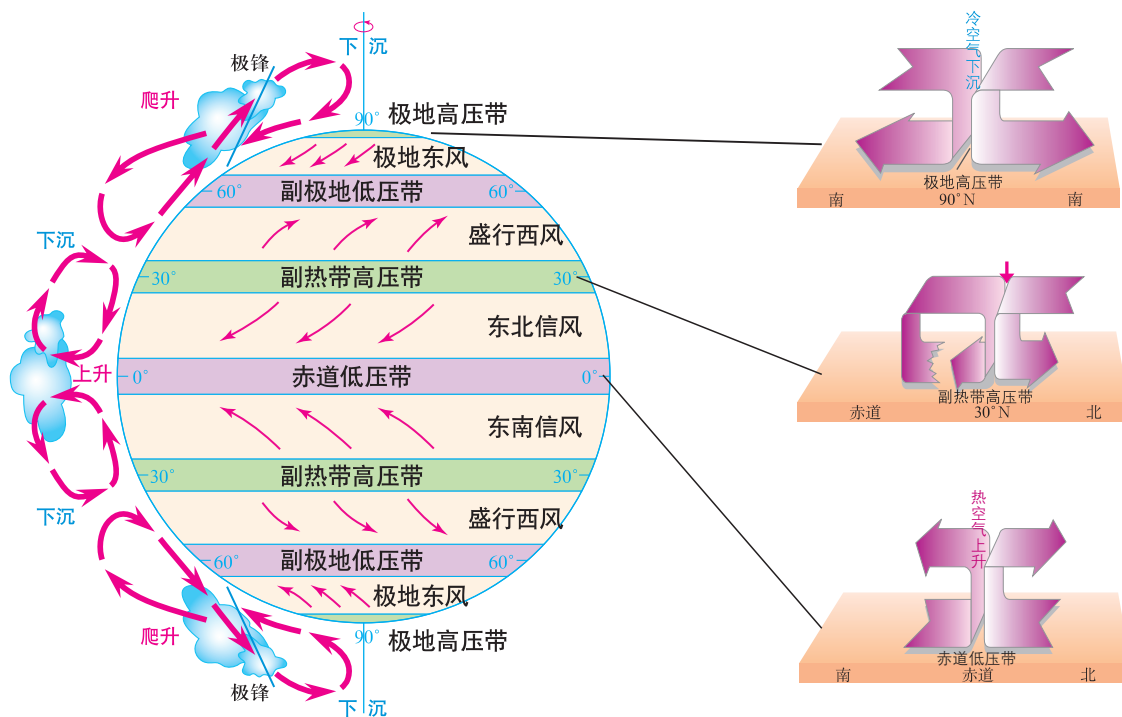 下沉
极锋
爬升
90°
极地高压带
极地东风
60° 副极地低压带 60°
盛行西风
下沉
30° 副热带高压带 30°
东北信风
上升
0° 赤道低压带 0°
东南信风
30° 副热带高压带 30°
下沉
盛行西风
60° 副极地低压带 60°
极地东风
爬升
90°
极地高压带
极锋
下沉
冷空气下沉
极地高压带
南 90°N 南
副热带高压带
赤道 30°N 北
热空气上升
赤道低压带
南 赤道 北